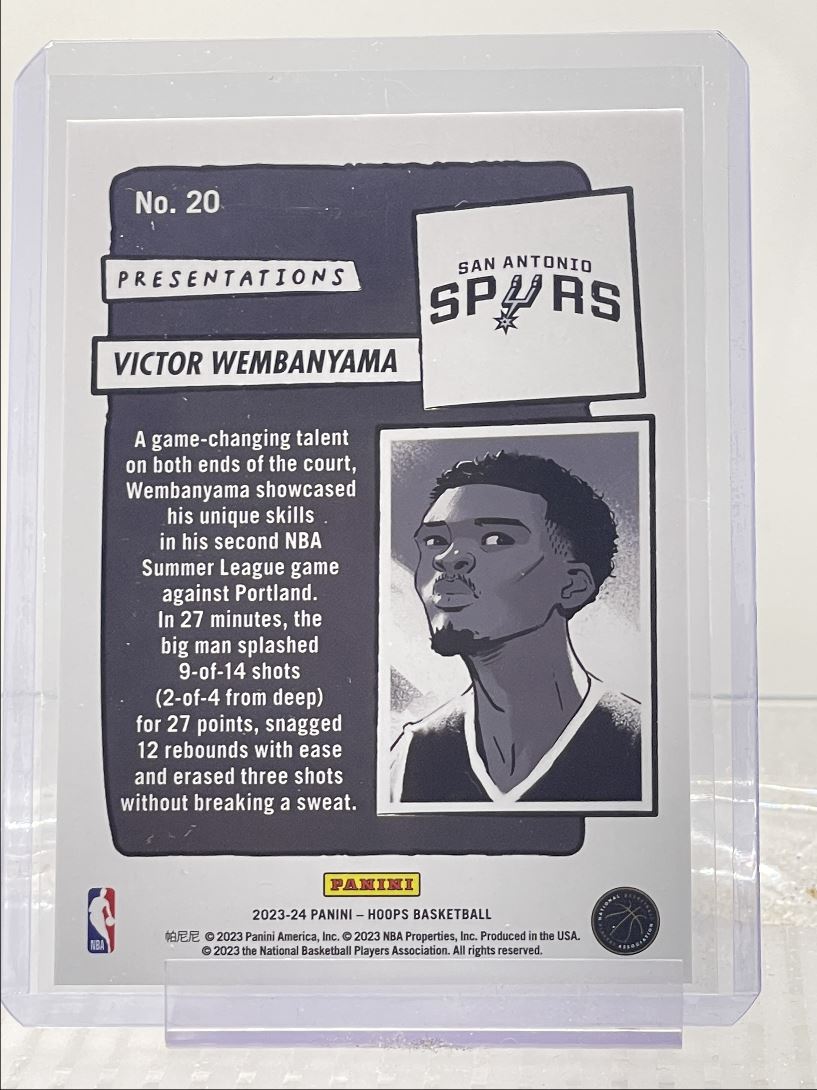 No. 20
PRESENTATIONS
SAN ANTONIO
SPURS
VICTOR WEMBANYAMA
A game-changing talent
on both ends of the court,
Wembanyama showcased
his unique skills
in his second NBA
Summer League game
against Portland.
In 27 minutes, the
big man splashed
9-of-14 shots
(2-of-4 from deep)
for 27 points, snagged
12 rebounds with ease
and erased three shots
without breaking a sweat.
PANINI
NBA
2023-24 PANINI – HOOPS BASKETBALL
帕尼尼 © 2023 Panini America, Inc. © 2023 NBA Properties, Inc. Produced in the USA.
© 2023 the National Basketball Players Association. All rights reserved.
NATIONAL BASKETBALL
PLAYERS ASSOCIATION